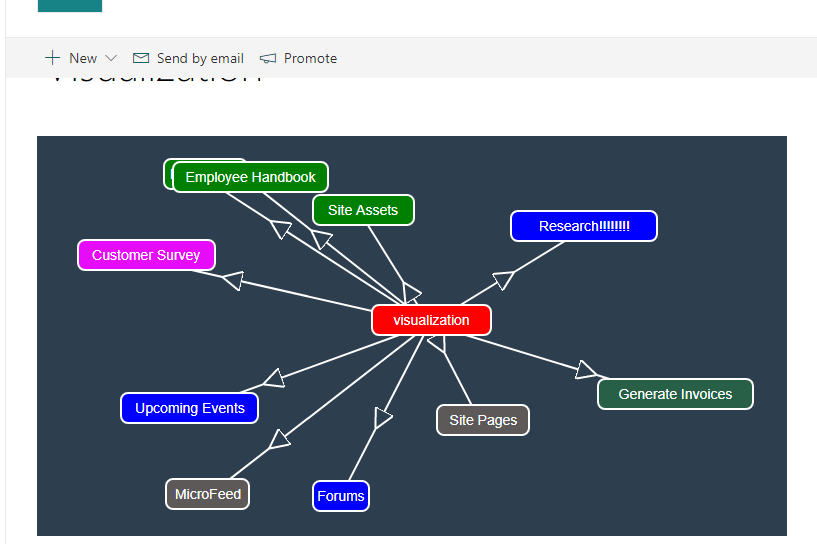 New
Send by email
Promote
Employee Handbook
Site Assets
Research!!!!!!!!
Customer Survey
visualization
Generate Invoices
Upcoming Events
Site Pages
MicroFeed
Forums